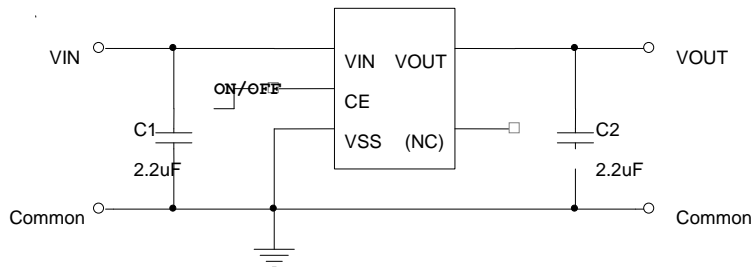 VIN
VIN VOUT
VOUT
ON/OFF
CE
C1
VSS (NC)
C2
2.2uF
2.2uF
Common
Common